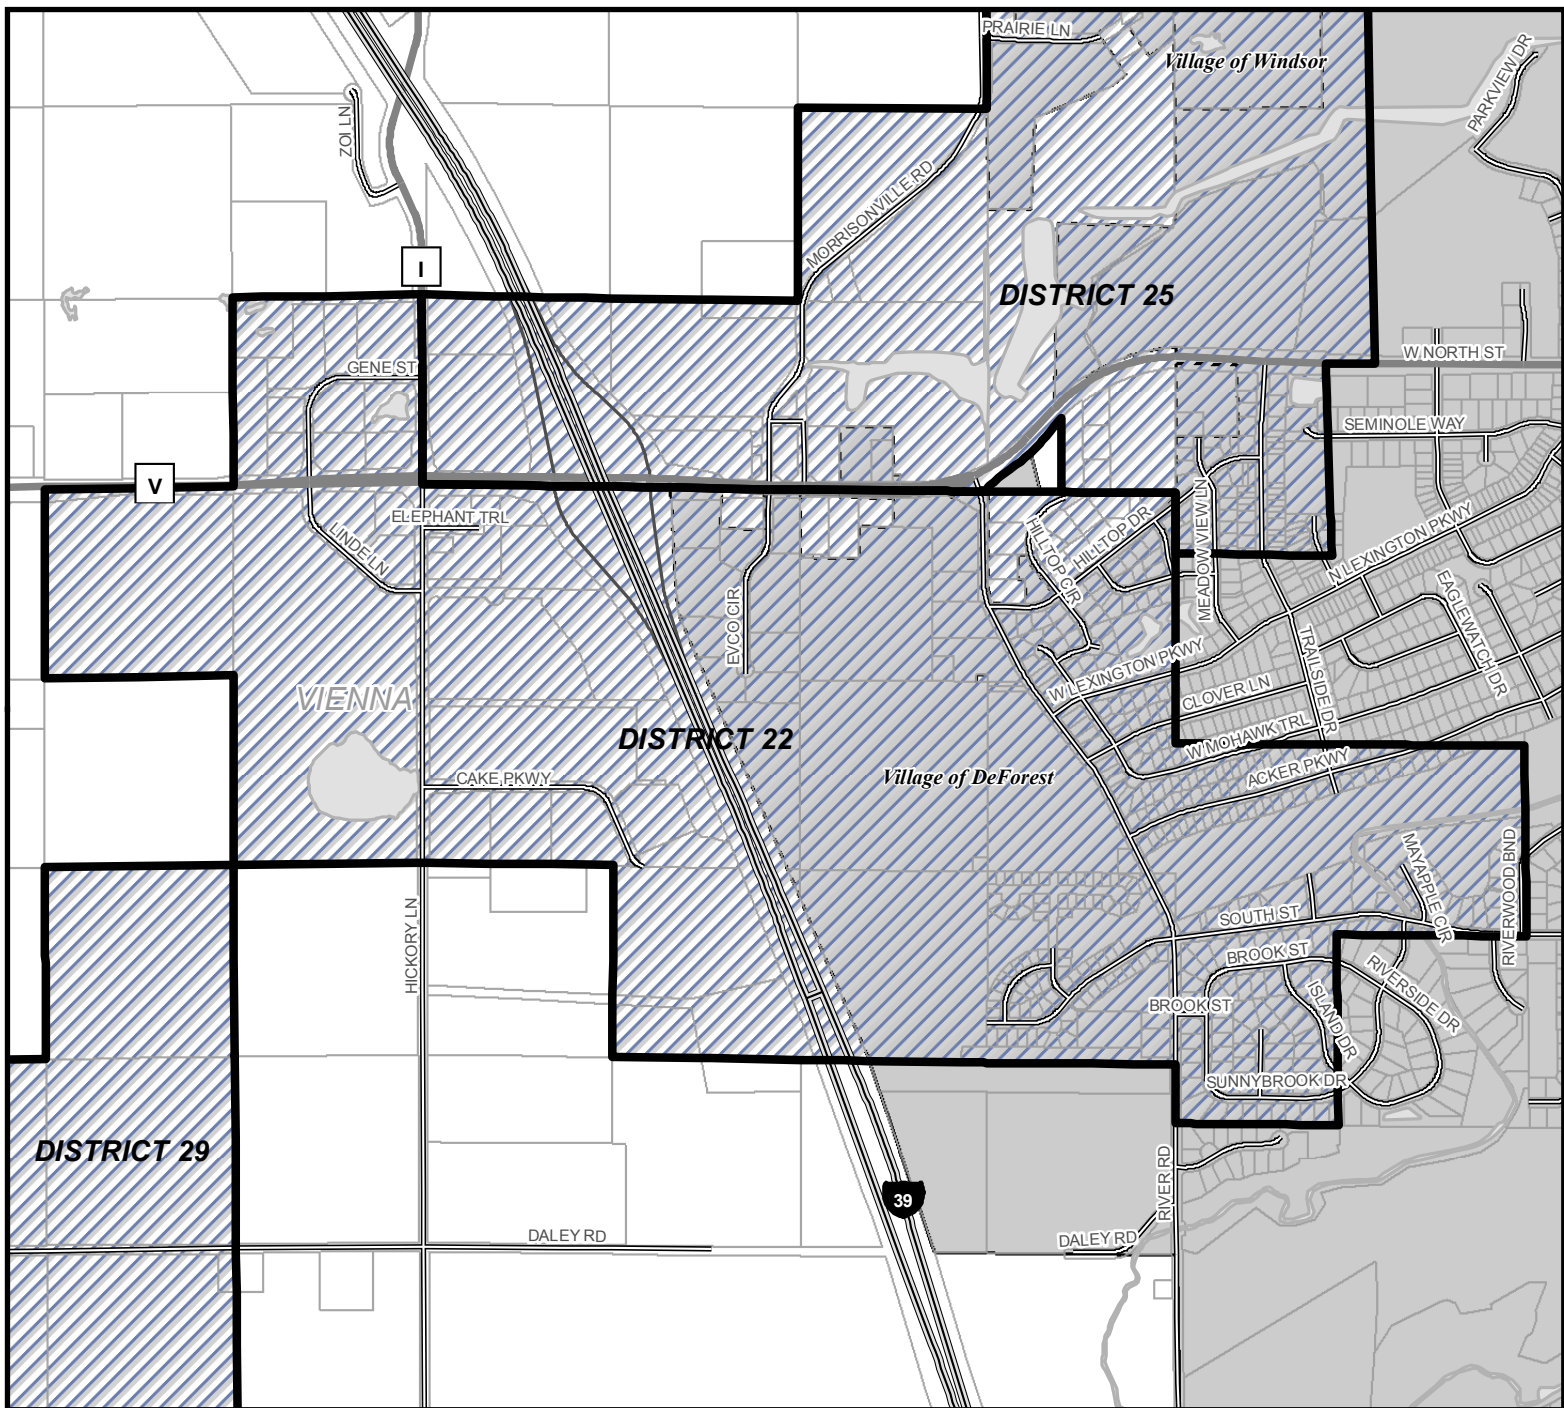 PRAIRIE LN
Village of Windsor
PARKVIEW DR
ZOI LN
MORRISONVILLE RD
I
DISTRICT 25
W NORTH ST
GENE ST
SEMINOLE WAY
V
ELEPHANT TRL
LINDE LN
HILLTOP DR
HILLTOP CIR
MEADOW VIEW LN
N LEXINGTON PKWY
EAGLEWATCH DR
EVCO CIR
TRAILSIDE DR
W LEXINGTON PKWY
CLOVER LN
VIENNA
DISTRICT 22
W MOHAWK TRL
Village of DeForest
CAKE PKWY
ACKER PKWY
MAYAPPLE CIR
RIVERWOOD BND
HICKORY LN
SOUTH ST
BROOK ST
RIVERSIDE DR
BROOK ST
ISLAND DR
SUNNYBROOK DR
DISTRICT 29
39
RIVER RD
DALEY RD
DALEY RD